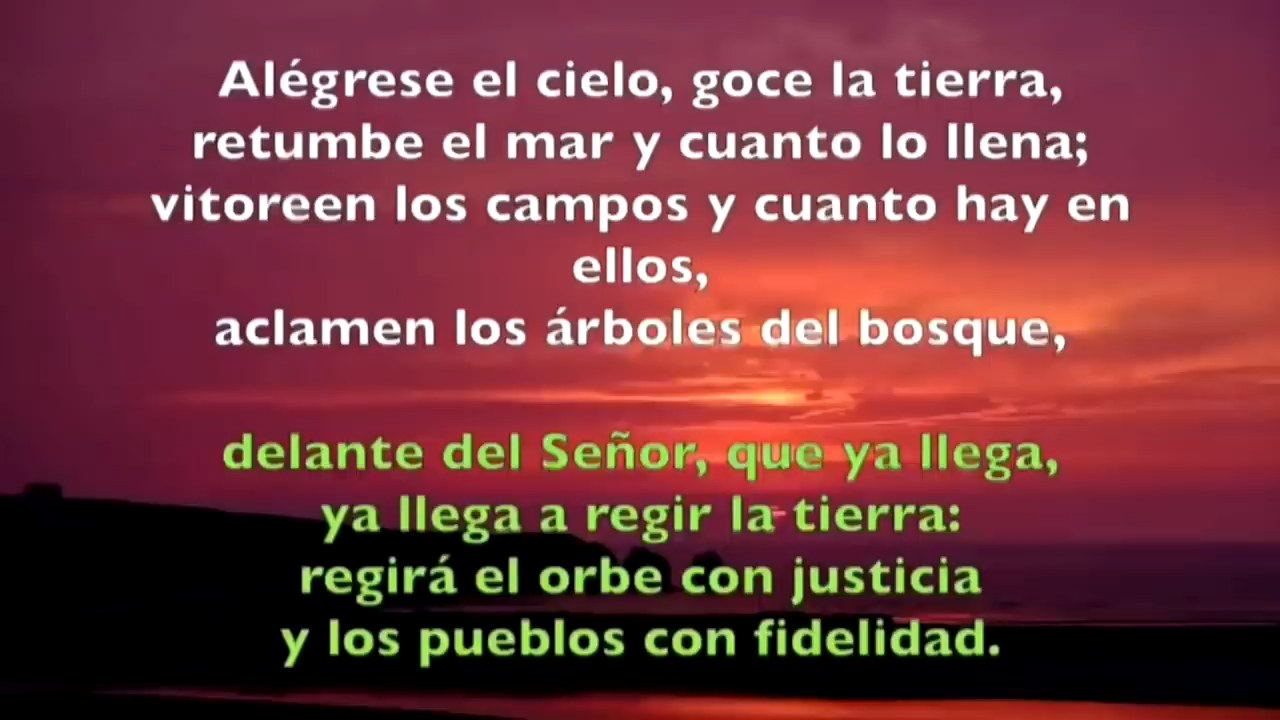 Alégrese el cielo, goce la tierra,
retumbe el mar y cuanto lo llena;
vitoreen los campos y cuanto hay en
ellos,
aclamen los árboles del bosque,
delante del Señor, que ya llega,
ya llega a regir la tierra:
regirá el orbe con justicia
y los pueblos con fidelidad.